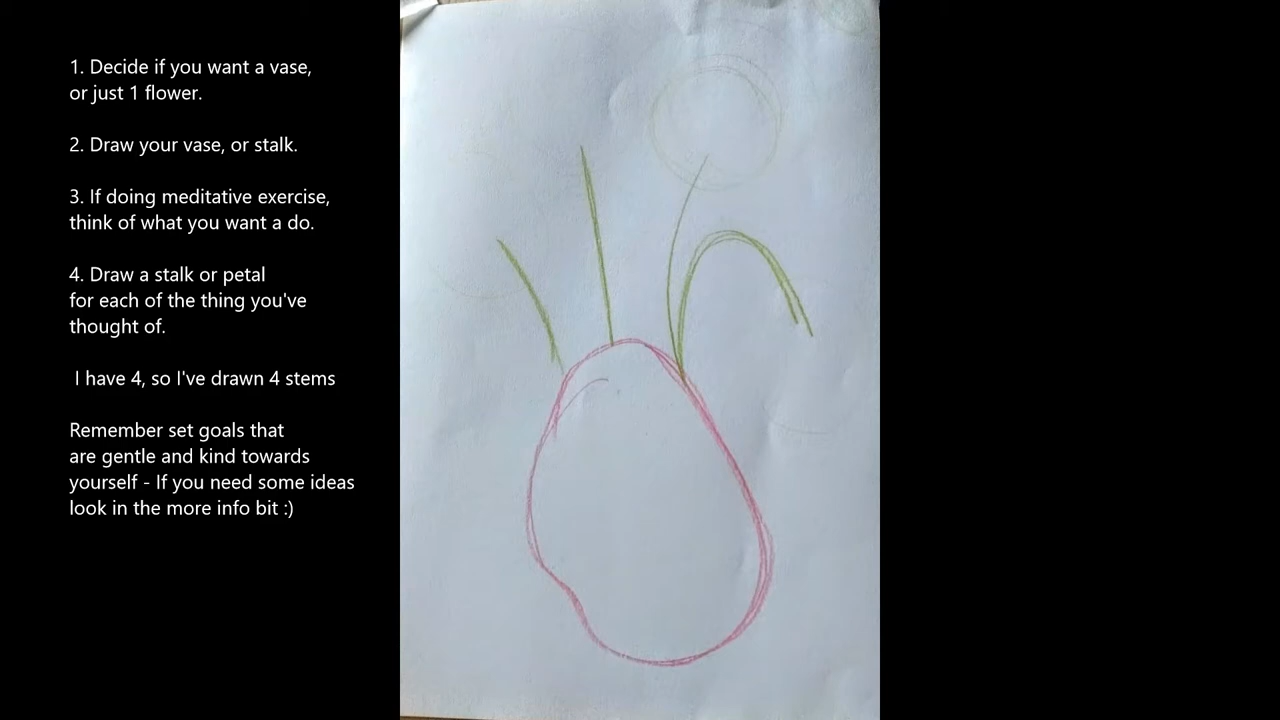 1. Decide if you want a vase,
or just 1 flower.
2. Draw your vase, or stalk.
3. If doing meditative exercise,
think of what you want a do.
4. Draw a stalk or petal
for each of the thing you've
thought of.
I have 4, so I've drawn 4 stems
Remember set goals that
are gentle and kind towards
yourself - If you need some ideas
look in the more info bit :)